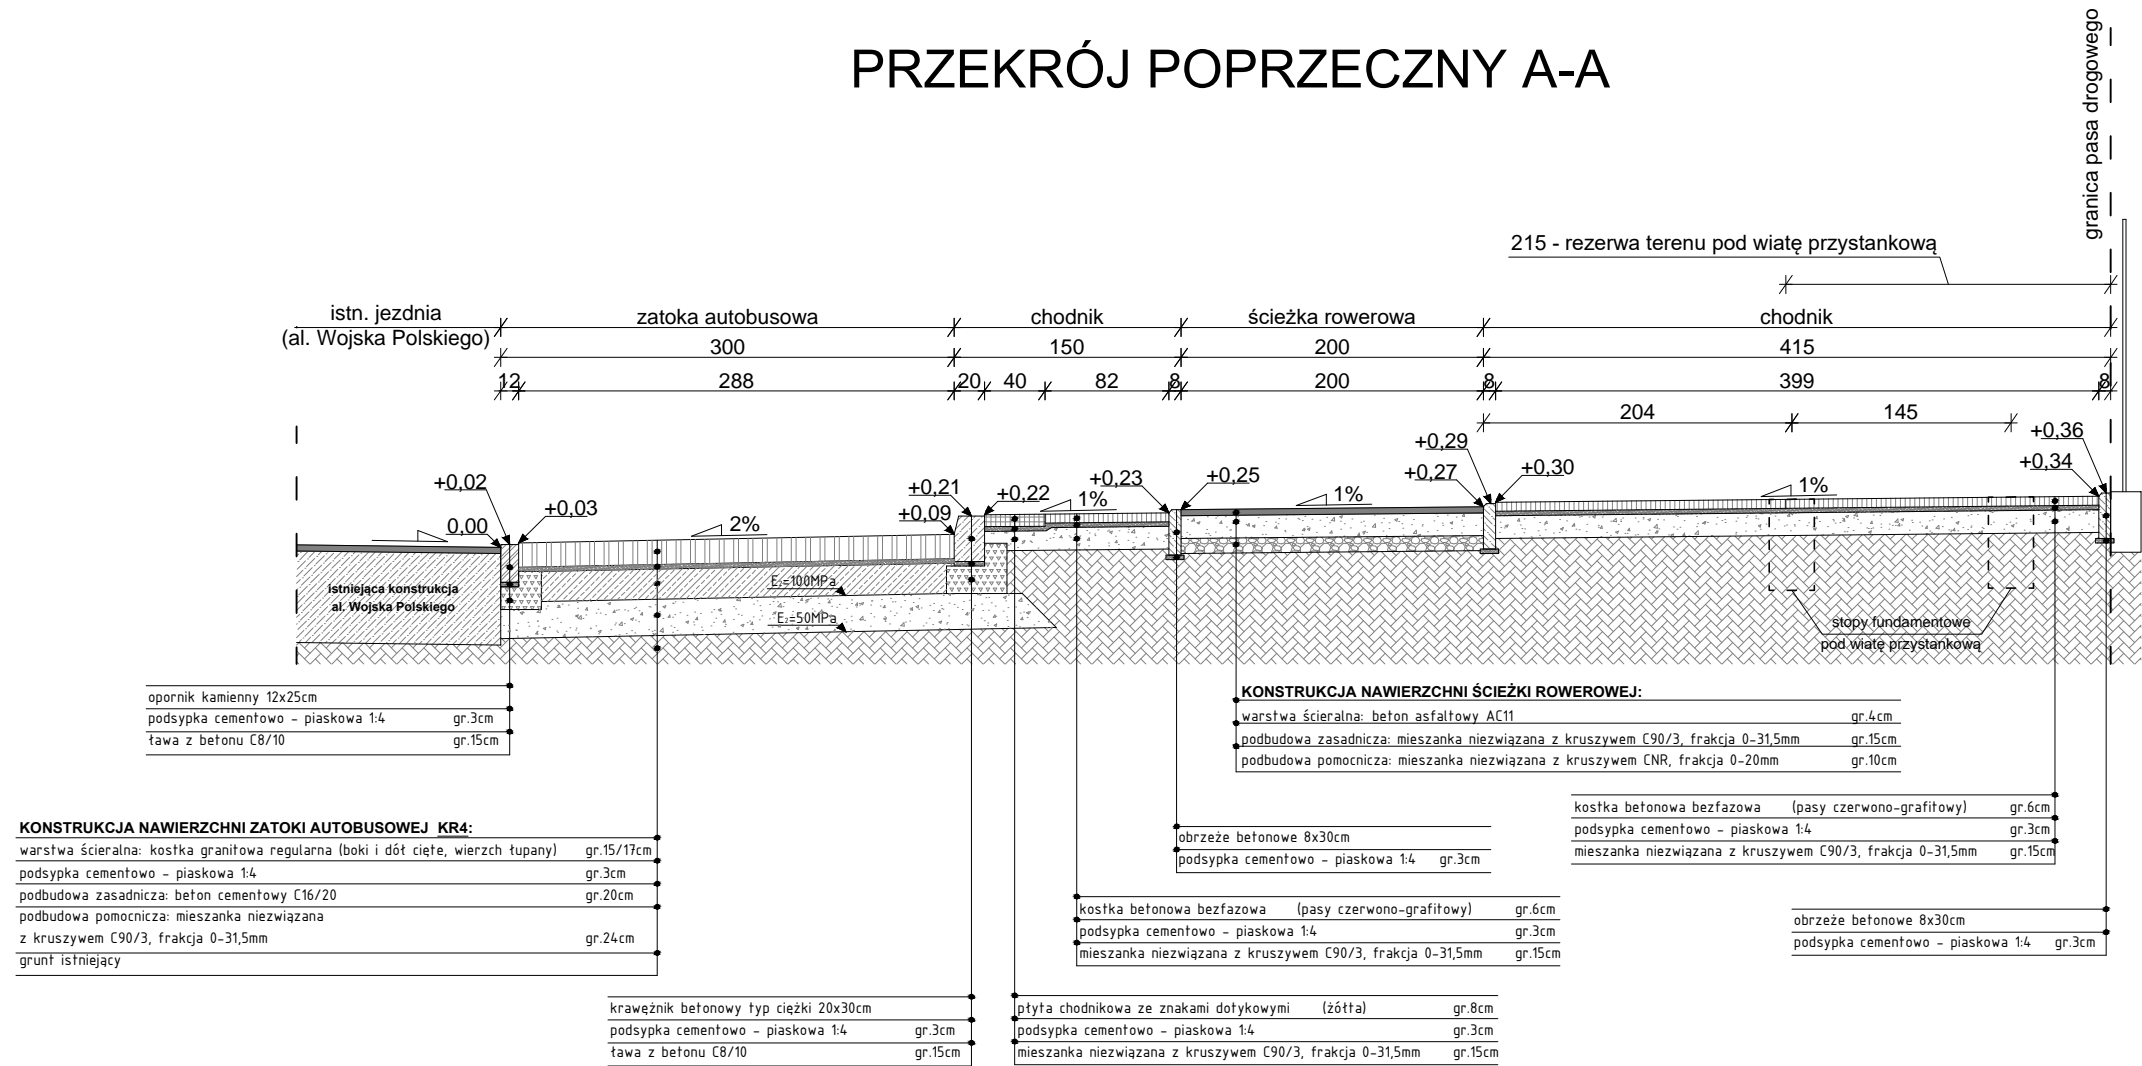 PRZEKRÓJ POPRZECZNY A-A
granica pasa drogowego
215 - rezerwa terenu pod wiatę przystankową
istn. jezdnia
(al. Wojska Polskiego)
zatoka autobusowa
chodnik
ścieżka rowerowa
chodnik
300
150
200
415
12
288
20
40
82
8
200
8
399
8
204
145
+0,02
0,00
+0,03
2%
+0,21
+0,09
+0,22
1%
+0,23
+0,25
1%
+0,29
+0,27
+0,30
1%
+0,36
+0,34
istniejąca konstrukcja
al. Wojska Polskiego
E₂=100MPa
E₂=50MPa
stopy fundamentowe
pod wiatę przystankową
opornik kamienny 12x25cm
podsypka cementowo - piaskowa 1:4 gr.3cm
ława z betonu C8/10 gr.15cm
KONSTRUKCJA NAWIERZCHNI ŚCIEŻKI ROWEROWEJ:
warstwa ścieralna: beton asfaltowy AC11 gr.4cm
podbudowa zasadnicza: mieszanka niezwiązana z kruszywem C90/3, frakcja 0-31,5mm gr.15cm
podbudowa pomocnicza: mieszanka niezwiązana z kruszywem CNR, frakcja 0-20mm gr.10cm
kostka betonowa bezfazowa (pasy czerwono-grafitowy) gr.6cm
podsypka cementowo - piaskowa 1:4 gr.3cm
mieszanka niezwiązana z kruszywem C90/3, frakcja 0-31,5mm gr.15cm
KONSTRUKCJA NAWIERZCHNI ZATOKI AUTOBUSOWEJ KR4:
warstwa ścieralna: kostka granitowa regularna (boki i dół cięte, wierzch łupany) gr.15/17cm
podsypka cementowo - piaskowa 1:4 gr.3cm
podbudowa zasadnicza: beton cementowy C16/20 gr.20cm
podbudowa pomocnicza: mieszanka niezwiązana
z kruszywem C90/3, frakcja 0-31,5mm gr.24cm
grunt istniejący
obrzeże betonowe 8x30cm
podsypka cementowo - piaskowa 1:4 gr.3cm
kostka betonowa bezfazowa (pasy czerwono-grafitowy) gr.6cm
podsypka cementowo - piaskowa 1:4 gr.3cm
mieszanka niezwiązana z kruszywem C90/3, frakcja 0-31,5mm gr.15cm
obrzeże betonowe 8x30cm
podsypka cementowo - piaskowa 1:4 gr.3cm
krawężnik betonowy typ ciężki 20x30cm
podsypka cementowo - piaskowa 1:4 gr.3cm
ława z betonu C8/10 gr.15cm
płyta chodnikowa ze znakami dotykowymi (żółta) gr.8cm
podsypka cementowo - piaskowa 1:4 gr.3cm
mieszanka niezwiązana z kruszywem C90/3, frakcja 0-31,5mm gr.15cm